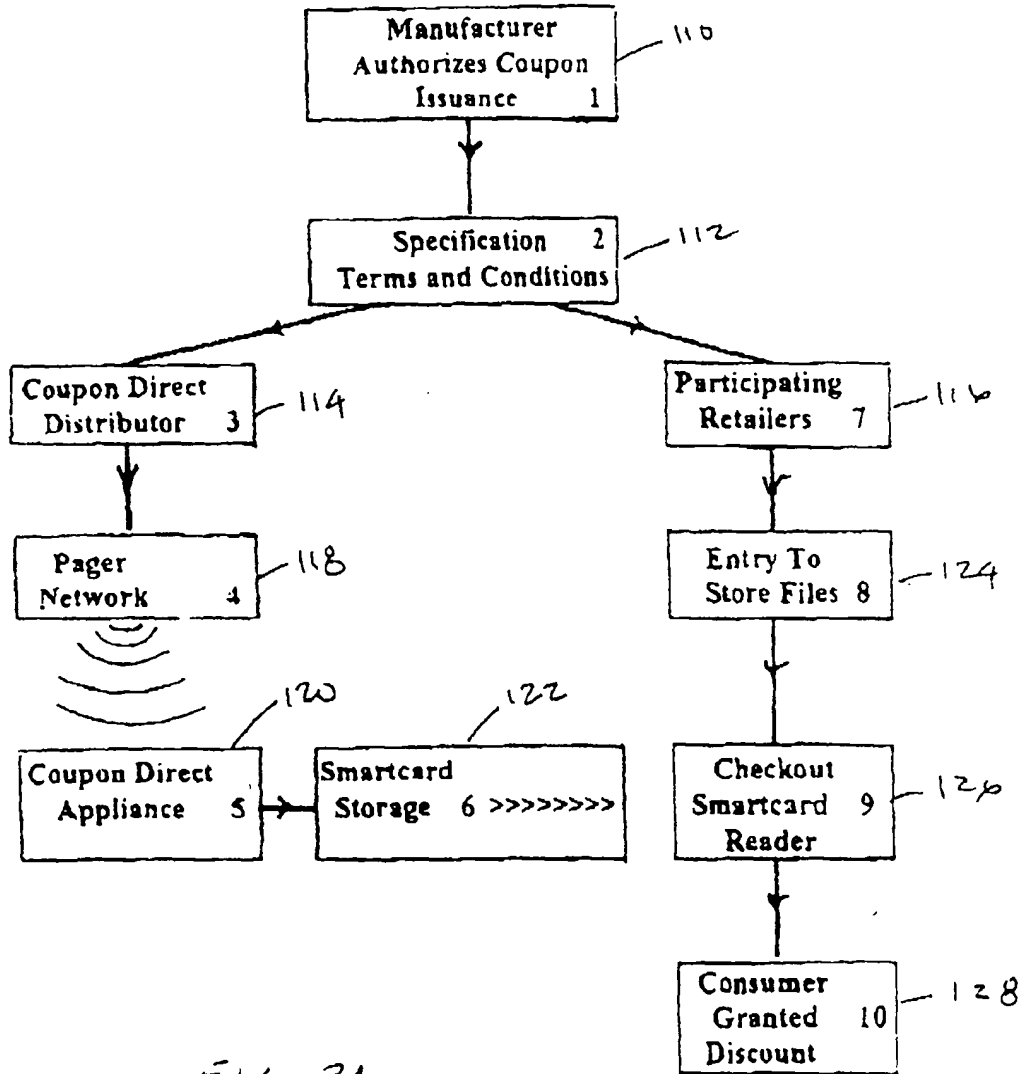 Manufacturer
Authorizes Coupon
Issuance 1
110
Specification 2
Terms and Conditions
112
Coupon Direct
Distributor 3
114
Participating
Retailers 7
116
Pager
Network 4
118
Entry To
Store Files 8
124
Coupon Direct
Appliance 5
120
Smartcard
Storage 6 >>>>>>>>
122
Checkout
Smartcard 9
Reader
126
Consumer
Granted 10
Discount
128